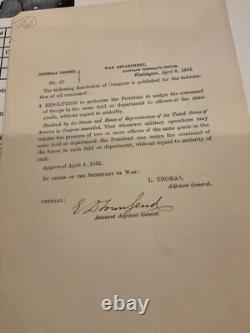 WAR DEPARTMENT,
GENERAL ORDERS, ADJUTANT GENERAL'S OFFICE,
No. 37. Washington, April 8, 1862.
The following Resolution of Congress is published for the information of all concerned:
A RESOLUTION to authorize the President to assign the command of troops in the same field or department to officers of the same grade, without regard to seniority.
Resolved by the Senate and House of Representatives of the United States of America in Congress assembled, That whenever military operations may require the presence of two or more officers of the same grade in the same field or department, the President may assign the command of the forces in such field or department, without regard to seniority of rank.
Approved April 4, 1862.
BY ORDER OF THE SECRETARY OF WAR:
L. THOMAS,
Adjutant General.
OFFICIAL:
E D Townsend
Assistant Adjutant General.